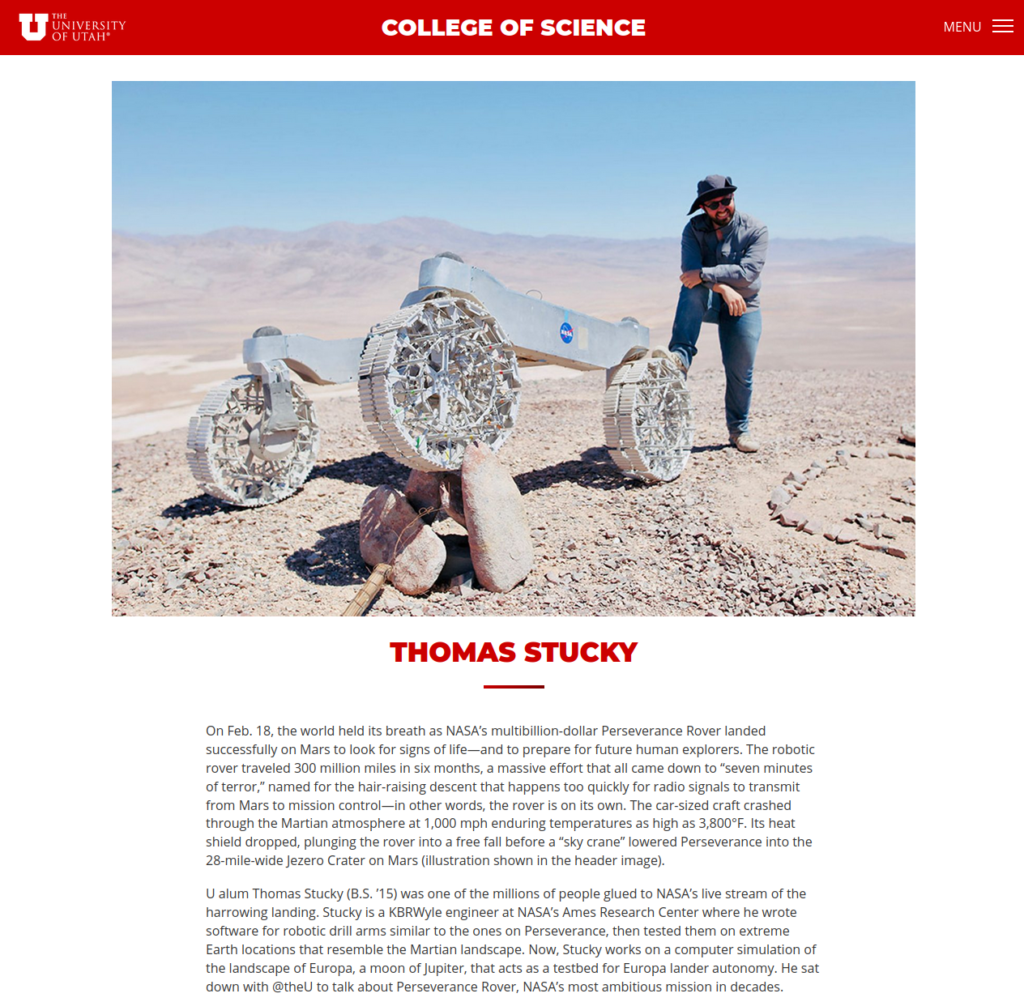 THE
UNIVERSITY
OF UTAH®
COLLEGE OF SCIENCE
MENU
NASA
THOMAS STUCKY
On Feb. 18, the world held its breath as NASA’s multibillion-dollar Perseverance Rover landed
successfully on Mars to look for signs of life—and to prepare for future human explorers. The robotic
rover traveled 300 million miles in six months, a massive effort that all came down to “seven minutes
of terror,” named for the hair-raising descent that happens too quickly for radio signals to transmit
from Mars to mission control—in other words, the rover is on its own. The car-sized craft crashed
through the Martian atmosphere at 1,000 mph enduring temperatures as high as 3,800°F. Its heat
shield dropped, plunging the rover into a free fall before a “sky crane” lowered Perseverance into the
28-mile-wide Jezero Crater on Mars (illustration shown in the header image).
U alum Thomas Stucky (B.S. ’15) was one of the millions of people glued to NASA’s live stream of the
harrowing landing. Stucky is a KBRWyle engineer at NASA’s Ames Research Center where he wrote
software for robotic drill arms similar to the ones on Perseverance, then tested them on extreme
Earth locations that resemble the Martian landscape. Now, Stucky works on a computer simulation of
the landscape of Europa, a moon of Jupiter, that acts as a testbed for Europa lander autonomy. He sat
down with @theU to talk about Perseverance Rover, NASA’s most ambitious mission in decades.